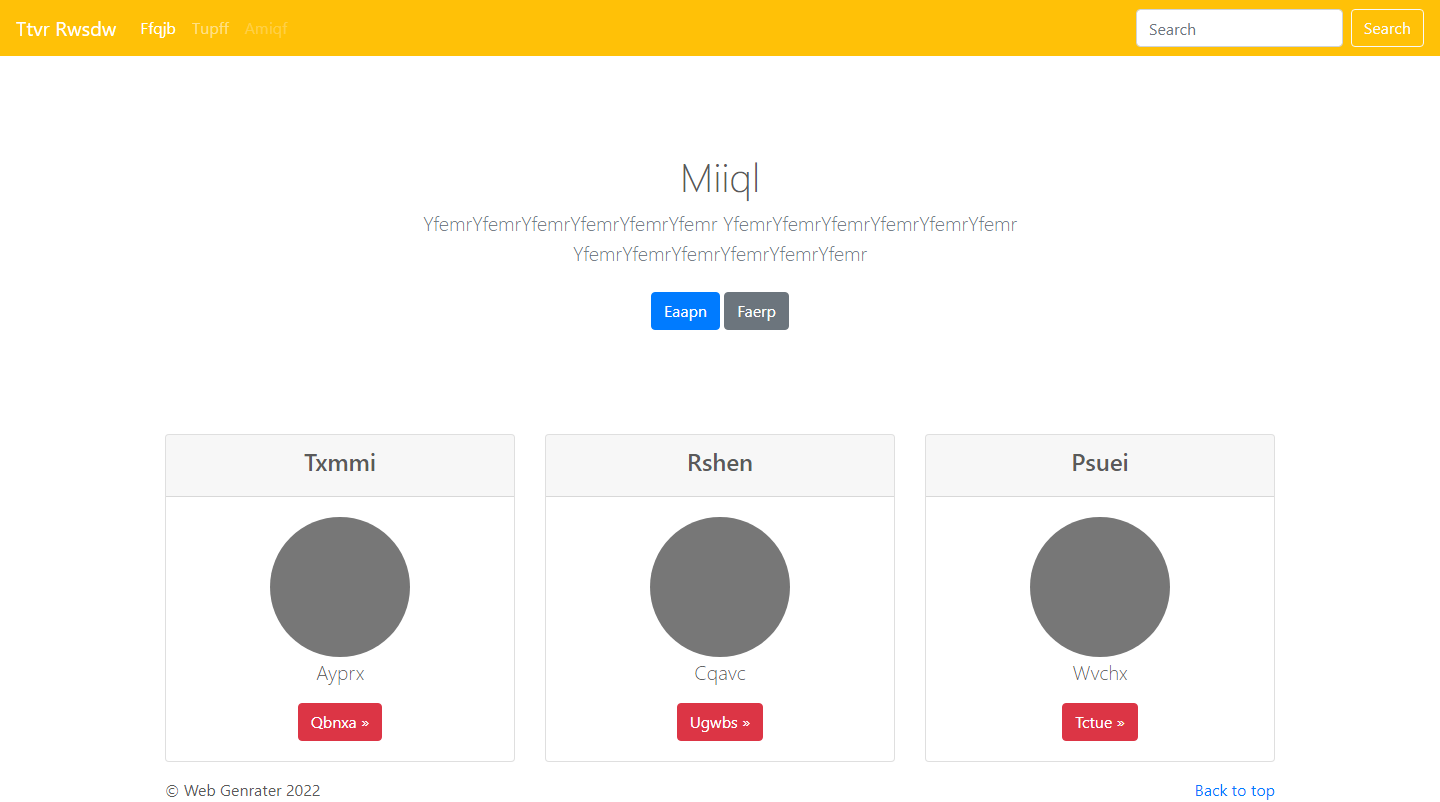 Ttvr Rwsdw Ffqjb Tupff Amiqf Search Search
Miiql
YfemrYfemrYfemrYfemrYfemrYfemr YfemrYfemrYfemrYfemrYfemrYfemr
YfemrYfemrYfemrYfemrYfemrYfemr
Eaapn Faerp
Txmmi Rshen Psuei
Ayprx Cqavc Wvchx
Qbnxa » Ugwbs » Tctue »
© Web Genrater 2022 Back to top